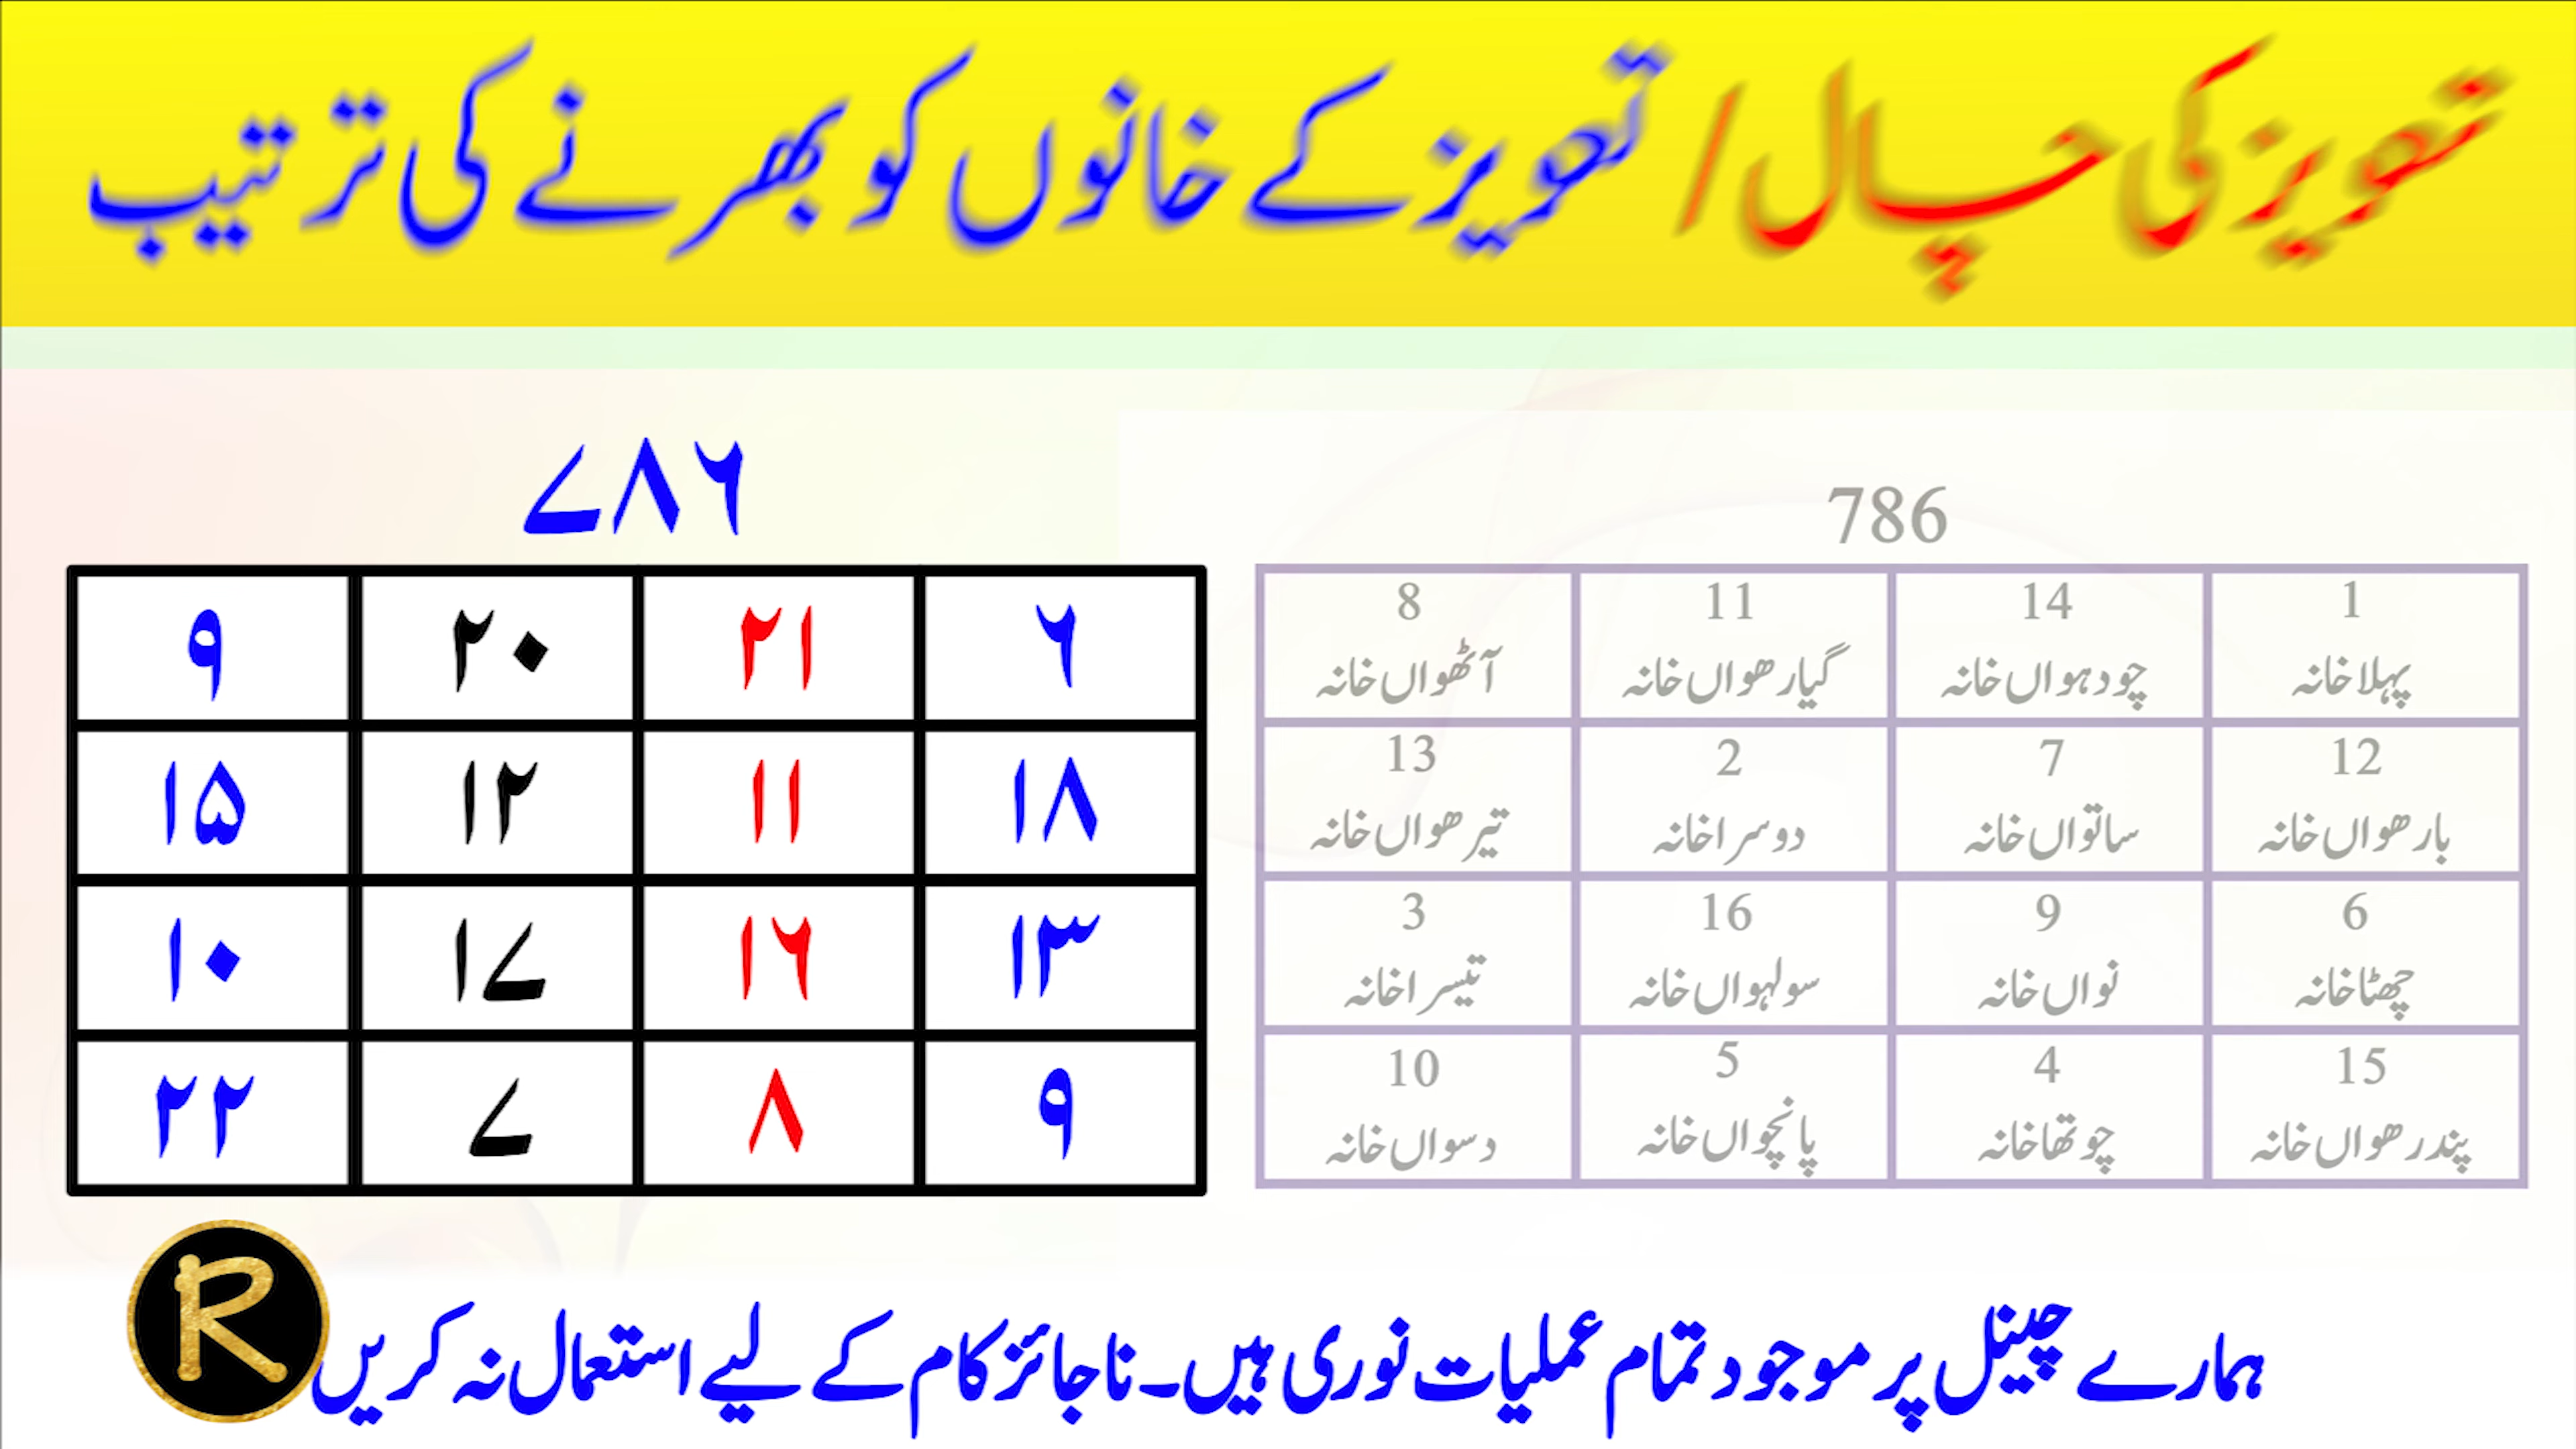 تعویز کی چال / تعویز کے خانوں کو بھرنے کی ترتیب
۷۸۶
۶ ۲۱ ۲۰ ۹
۱۸ ۱۱ ۱۲ ۱۵
۱۳ ۱۶ ۱۷ ۱۰
۹ ۸ ۷ ۲۲
786
1 14 11 8
پہلا خانہ چودہواں خانہ گیارھواں خانہ آٹھواں خانہ
12 7 2 13
بارھواں خانہ ساتواں خانہ دوسرا خانہ تیرھواں خانہ
6 9 16 3
چھٹا خانہ نواں خانہ سولہواں خانہ تیسرا خانہ
15 4 5 10
پندرھواں خانہ چوتھا خانہ پانچواں خانہ دسواں خانہ
ہمارے چینل پر موجود تمام عملیات نوری ہیں۔ ناجائز کام کے لیے استعمال نہ کریں
R